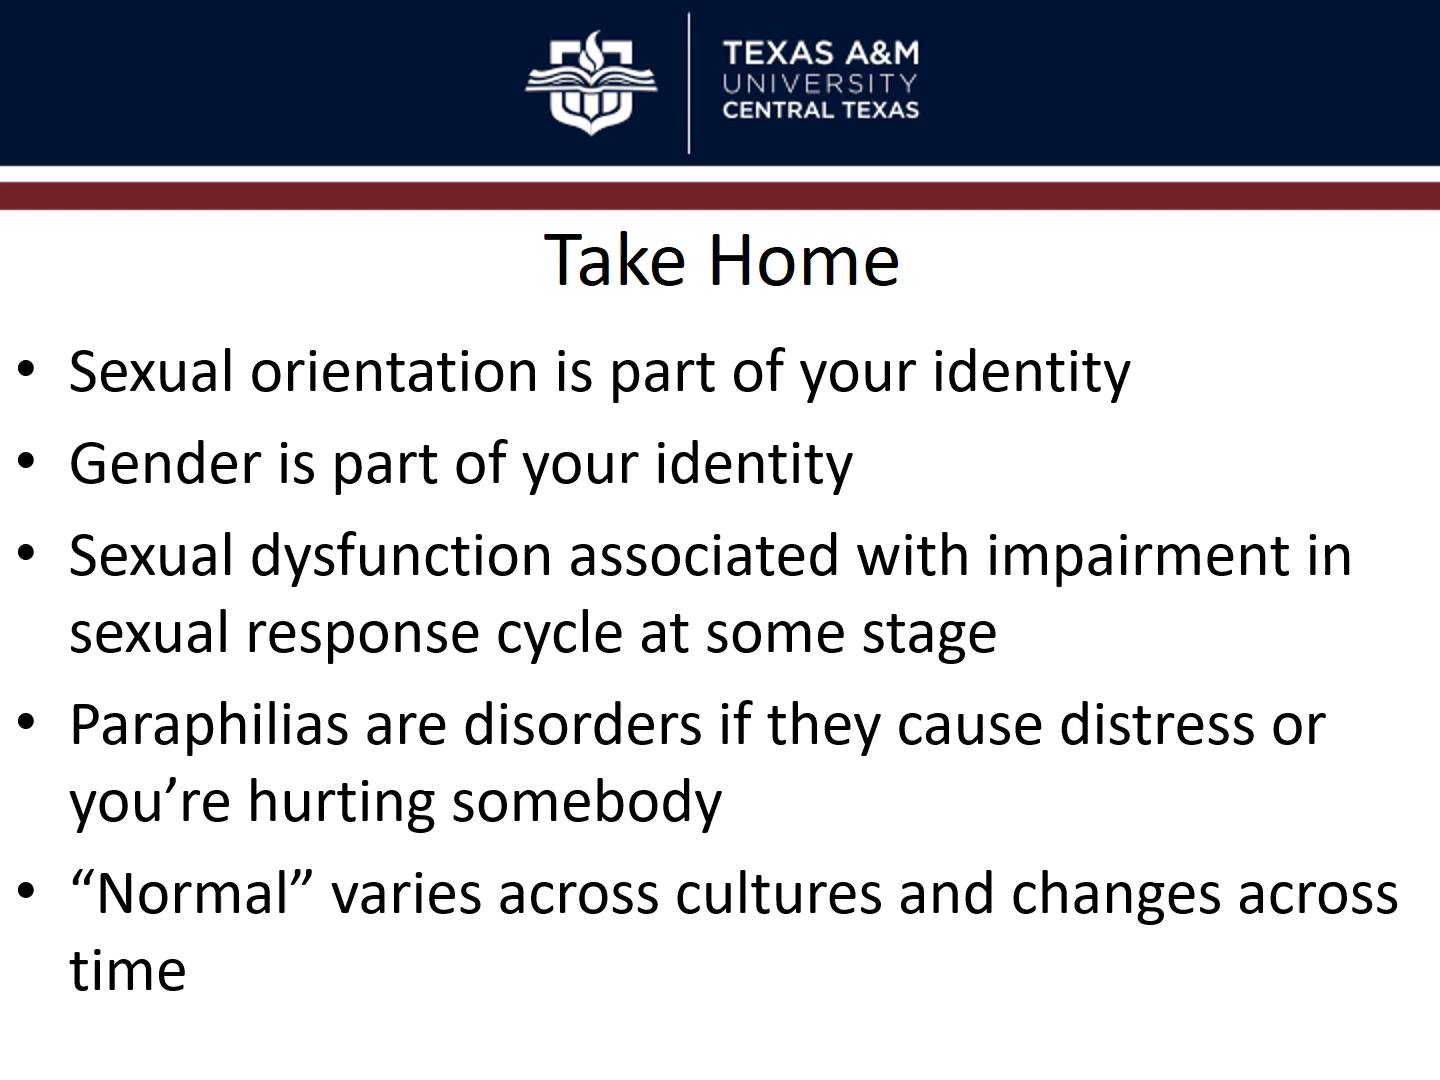 TEXAS A&M
UNIVERSITY
CENTRAL TEXAS
Take Home
• Sexual orientation is part of your identity
• Gender is part of your identity
• Sexual dysfunction associated with impairment in
sexual response cycle at some stage
• Paraphilias are disorders if they cause distress or
you’re hurting somebody
• “Normal” varies across cultures and changes across
time